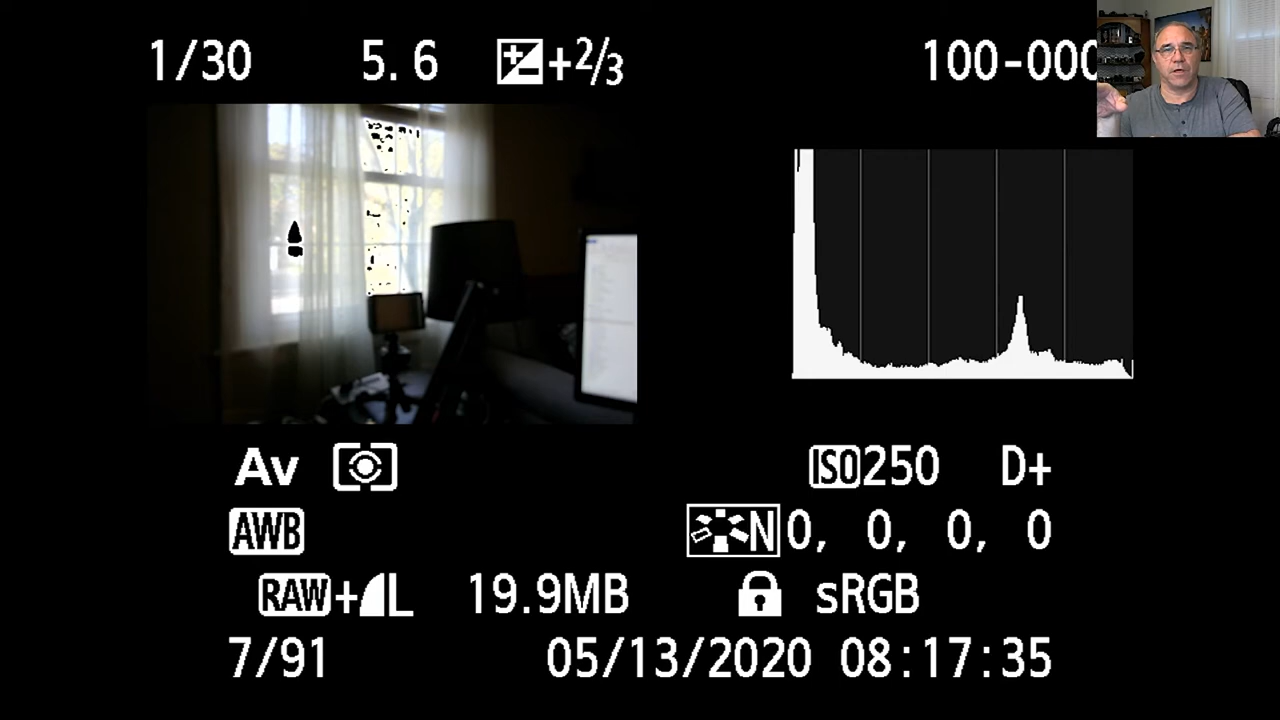 1/30 5.6 +2/3 100-000
Av ISO250 D+
AWB N 0, 0, 0, 0
RAW+L 19.9MB sRGB
7/91 05/13/2020 08:17:35